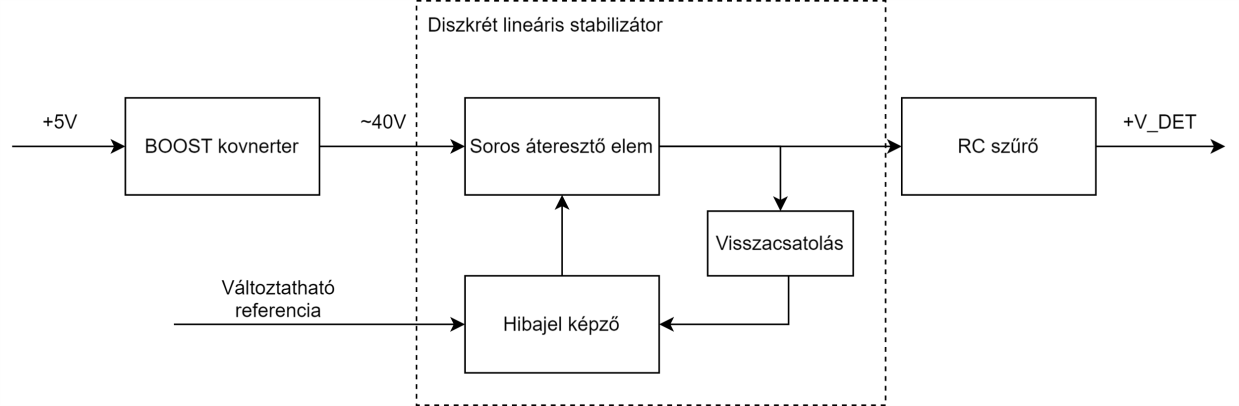 Diszkrét lineáris stabilizátor
+5V
BOOST kovnerter
~40V
Soros áteresztő elem
RC szűrő
+V_DET
Visszacsatolás
Változtatható
referencia
Hibajel képző